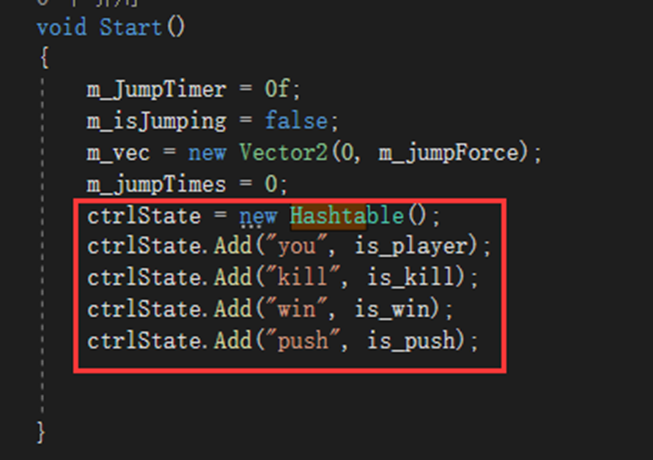 void Start()
{
m_JumpTimer = 0f;
m_isJumping = false;
m_vec = new Vector2(0, m_jumpForce);
m_jumpTimes = 0;
ctrlState = new Hashtable();
ctrlState.Add("you", is_player);
ctrlState.Add("kill", is_kill);
ctrlState.Add("win", is_win);
ctrlState.Add("push", is_push);
}